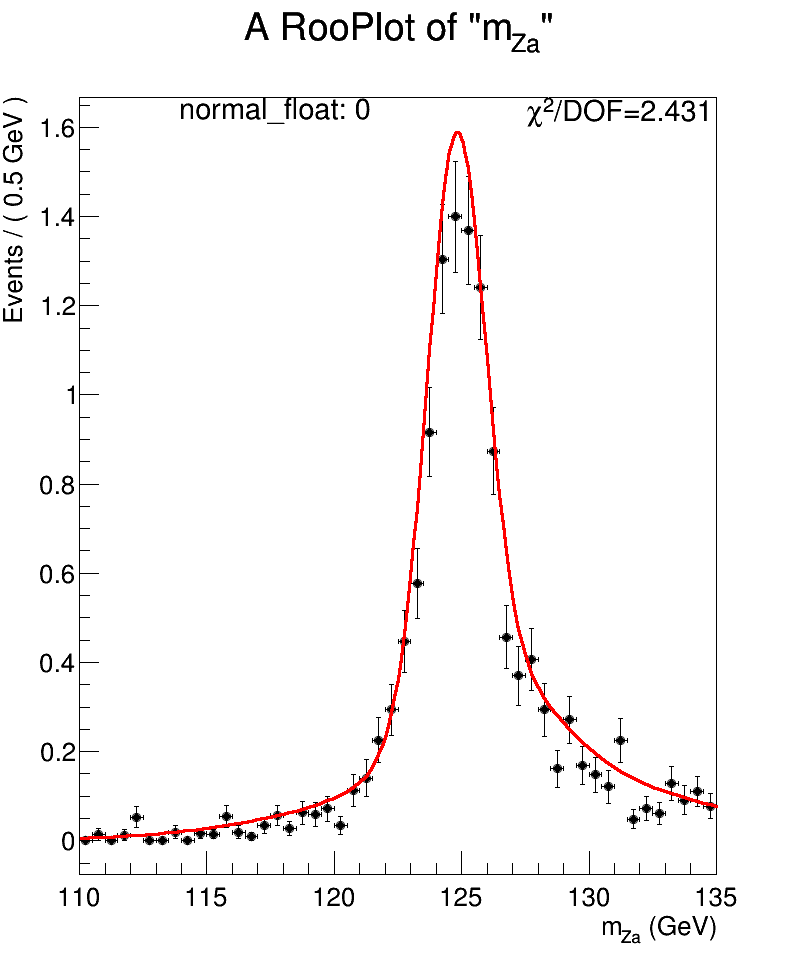 A RooPlot of "m_Za"
normal_float: 0
χ²/DOF=2.431
Events / ( 0.5 GeV )
1.6
1.4
1.2
1
0.8
0.6
0.4
0.2
0
110 115 120 125 130 135
m_Za (GeV)